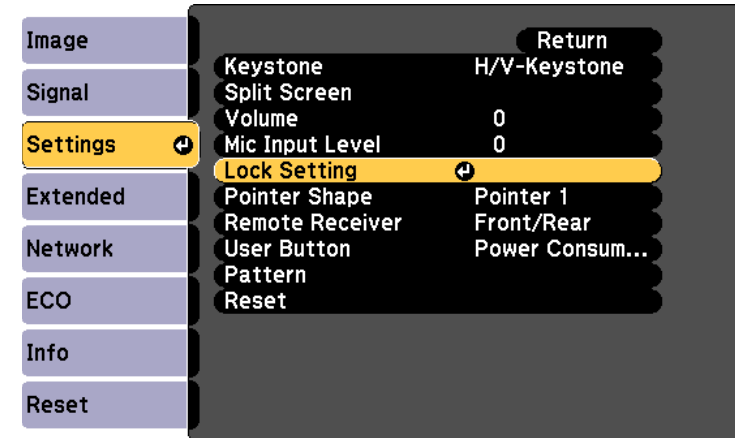 Image
Signal
Settings
Extended
Network
ECO
Info
Reset
Return
Keystone H/V-Keystone
Split Screen
Volume 0
Mic Input Level 0
Lock Setting
Pointer Shape Pointer 1
Remote Receiver Front/Rear
User Button Power Consum...
Pattern
Reset